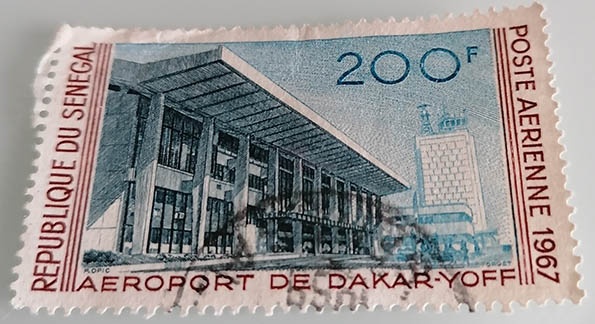 REPUBLIQUE DU SENEGAL
200F
POSTE AERIENNE 1967
AEROPORT DE DAKAR-YOFF